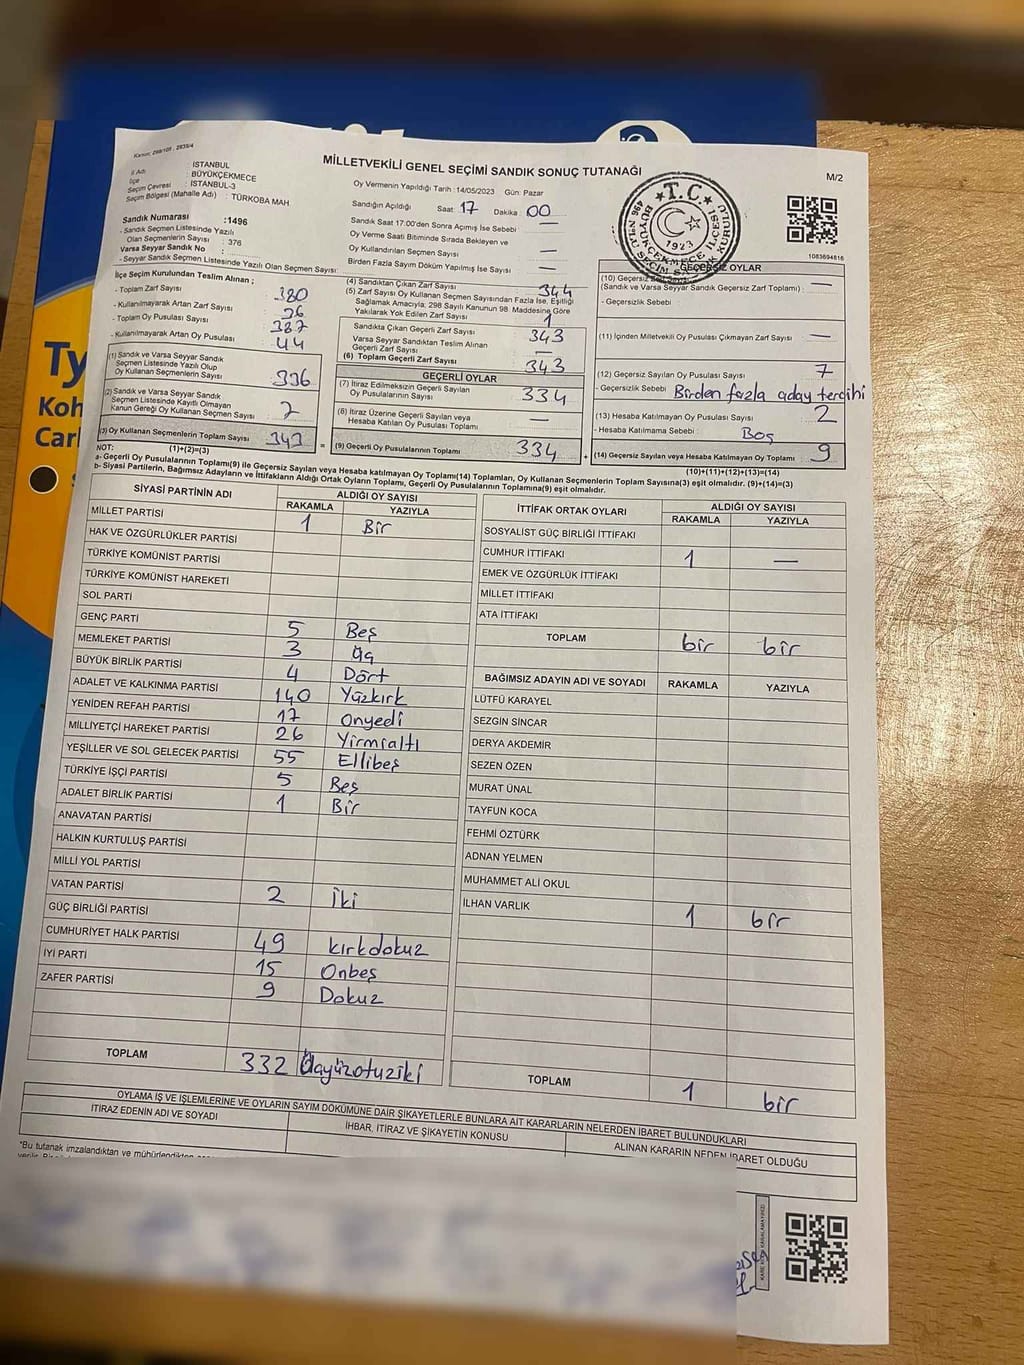 Kanun: 298/105 - 2839/4
MİLLETVEKİLİ GENEL SEÇİMİ SANDIK SONUÇ TUTANAĞI
M/2
İl Adı : İSTANBUL
İlçe : BÜYÜKÇEKMECE
Seçim Çevresi : İSTANBUL-3
Seçim Bölgesi (Mahalle Adı) : TÜRKOBA MAH
Sandık Numarası :1496
- Sandık Seçmen Listesinde Yazılı
Olan Seçmenlerin Sayısı : 376
Varsa Seyyar Sandık No :
- Seyyar Sandık Seçmen Listesinde Yazılı Olan Seçmen Sayısı:
Oy Vermenin Yapıldığı Tarih :14/05/2023 Gün: Pazar
Sandığın Açıldığı Saat 17 Dakika 00
Sandık Saat 17.00'den Sonra Açılmış İse Sebebi : —
Oy Verme Saati Bitiminde Sırada Bekleyen ve
Oy Kullandırılan Seçmen Sayısı —
Birden Fazla Sayım Döküm Yapılmış İse Sayısı —
T.C.
1923
1083694816
İlçe Seçim Kurulundan Teslim Alınan ;
- Toplam Zarf Sayısı 380
- Kullanılmayarak Artan Zarf Sayısı 36
- Toplam Oy Pusulası Sayısı 387
- Kullanılmayarak Artan Oy Pusulası 44
(1) Sandık ve Varsa Seyyar Sandık
Seçmen Listesinde Yazılı Olup
Oy Kullanan Seçmenlerin Sayısı 336
(2) Sandık ve Varsa Seyyar Sandık
Seçmen Listesinde Kayıtlı Olmayan
Kanun Gereği Oy Kullanan Seçmen Sayısı 7
(3) Oy Kullanan Seçmenlerin Toplam Sayısı 343
(1)+(2)=(3)
(4) Sandıktan Çıkan Zarf Sayısı 344
(5) Zarf Sayısı Oy Kullanan Seçmen Sayısından Fazla İse, Eşitliği
Sağlamak Amacıyla; 298 Sayılı Kanunun 98. Maddesine Göre
Yakılarak Yok Edilen Zarf Sayısı 1
Sandıkta Çıkan Geçerli Zarf Sayısı 343
Varsa Seyyar Sandıktan Teslim Alınan
Geçerli Zarf Sayısı —
(6) Toplam Geçerli Zarf Sayısı 343
GEÇERLİ OYLAR
(7) İtiraz Edilmeksizin Geçerli Sayılan
Oy Pusulalarının Sayısı 334
(8) İtiraz Üzerine Geçerli Sayılan veya
Hesaba Katılan Oy Pusulası Toplamı —
= (9) Geçerli Oy Pusulalarının Toplamı 334 +
GEÇERSİZ OYLAR
(Sandık ve Varsa Seyyar Sandık Geçersiz Zarf Toplamı) : —
- Geçersizlik Sebebi :
(11) İçinden Milletvekili Oy Pusulası Çıkmayan Zarf Sayısı —
(12) Geçersiz Sayılan Oy Pusulası Sayısı 7
- Geçersizlik Sebebi : Birden fazla aday tercihi
(13) Hesaba Katılmayan Oy Pusulası Sayısı 2
- Hesaba Katılmama Sebebi : Boş
(14) Geçersiz Sayılan veya Hesaba Katılmayan Oy Toplamı 9
(10)+(11)+(12)+(13)=(14)
NOT:
a- Geçerli Oy Pusulalarının Toplamı(9) ile Geçersiz Sayılan veya Hesaba katılmayan Oy Toplamı(14) Toplamları, Oy Kullanan Seçmenlerin Toplam Sayısına(3) eşit olmalıdır. (9)+(14)=(3)
b- Siyasi Partilerin, Bağımsız Adayların ve İttifakların Aldığı Ortak Oyların Toplamı, Geçerli Oy Pusulalarının Toplamına(9) eşit olmalıdır.
SİYASİ PARTİNİN ADI ALDIĞI OY SAYISI
RAKAMLA YAZIYLA
MİLLET PARTİSİ 1 Bir
HAK VE ÖZGÜRLÜKLER PARTİSİ
TÜRKİYE KOMÜNİST PARTİSİ
TÜRKİYE KOMÜNİST HAREKETİ
SOL PARTİ
GENÇ PARTİ 5 Beş
MEMLEKET PARTİSİ 3 Üç
BÜYÜK BİRLİK PARTİSİ 4 Dört
ADALET VE KALKINMA PARTİSİ 140 Yüzkırk
YENİDEN REFAH PARTİSİ 17 onyedi
MİLLİYETÇİ HAREKET PARTİSİ 26 Yirmialtı
YEŞİLLER VE SOL GELECEK PARTİSİ 55 Ellibeş
TÜRKİYE İŞÇİ PARTİSİ 5 Beş
ADALET BİRLİK PARTİSİ 1 Bir
ANAVATAN PARTİSİ
HALKIN KURTULUŞ PARTİSİ
MİLLİ YOL PARTİSİ
VATAN PARTİSİ 2 İki
GÜÇ BİRLİĞİ PARTİSİ
CUMHURİYET HALK PARTİSİ 49 kırkdokuz
İYİ PARTİ 15 Onbeş
ZAFER PARTİSİ 9 Dokuz
TOPLAM 332 Üçyüzotuziki
İTTİFAK ORTAK OYLARI ALDIĞI OY SAYISI
RAKAMLA YAZIYLA
SOSYALİST GÜÇ BİRLİĞİ İTTİFAKI
CUMHUR İTTİFAKI 1 —
EMEK VE ÖZGÜRLÜK İTTİFAKI
MİLLET İTTİFAKI
ATA İTTİFAKI
TOPLAM bir bir
BAĞIMSIZ ADAYIN ADI VE SOYADI RAKAMLA YAZIYLA
LÜTFÜ KARAYEL
SEZGİN SİNCAR
DERYA AKDEMİR
SEZEN ÖZEN
MURAT ÜNAL
TAYFUN KOCA
FEHMİ ÖZTÜRK
ADNAN YELMEN
MUHAMMET ALİ OKUL
İLHAN VARLIK 1 bir
TOPLAM 1 bir
OYLAMA İŞ VE İŞLEMLERİNE VE OYLARIN SAYIM DÖKÜMÜNE DAİR ŞİKAYETLERLE BUNLARA AİT KARARLARIN NELERDEN İBARET BULUNDUKLARI
İTİRAZ EDENİN ADI VE SOYADI İHBAR, İTİRAZ VE ŞİKAYETİN KONUSU ALINAN KARARIN NEDEN İBARET OLDUĞU
"Bu tutanak imzalandıktan ve mühürlendikten
Ty
Koh
Carl